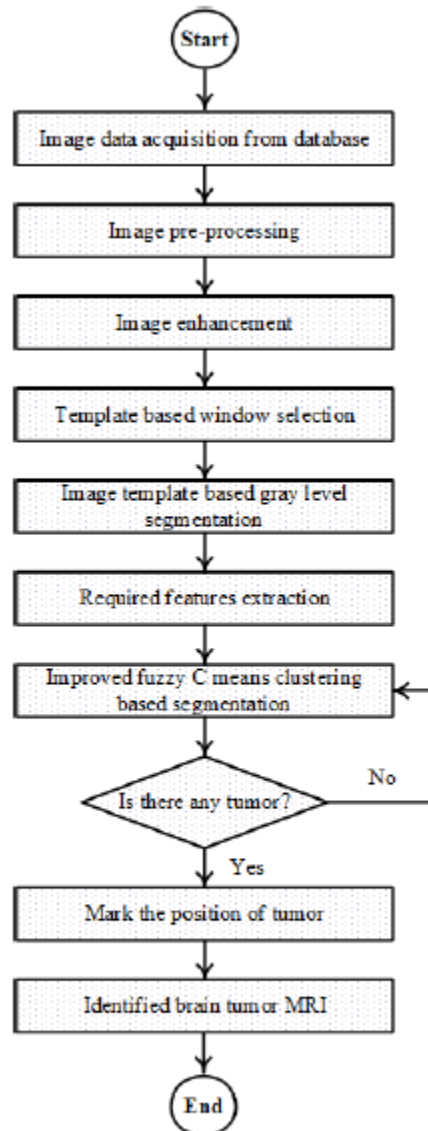 Start
Image data acquisition from database
Image pre-processing
Image enhancement
Template based window selection
Image template based gray level
segmentation
Required features extraction
Improved fuzzy C means clustering
based segmentation
Is there any tumor?
No
Yes
Mark the position of tumor
Identified brain tumor MRI
End